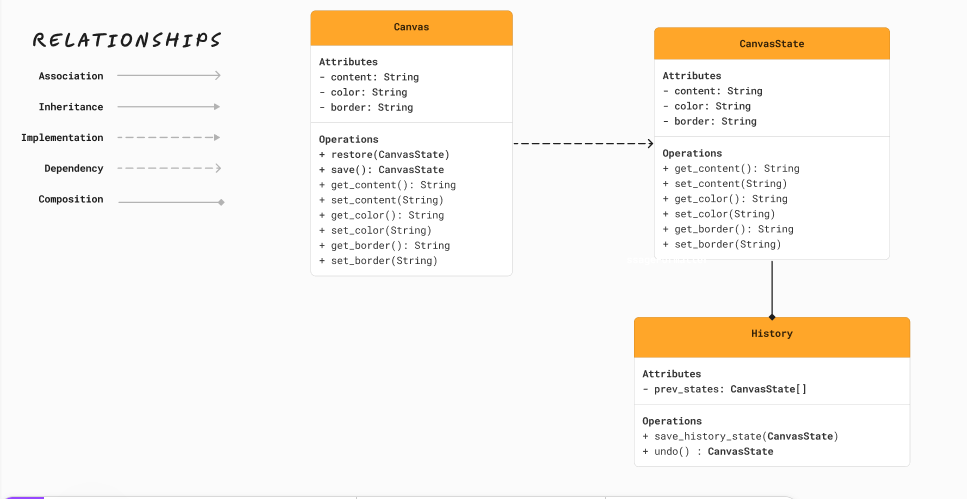 RELATIONSHIPS
Association
Inheritance
Implementation
Dependency
Composition
Canvas
Attributes
- content: String
- color: String
- border: String
Operations
+ restore(CanvasState)
+ save(): CanvasState
+ get_content(): String
+ set_content(String)
+ get_color(): String
+ set_color(String)
+ get_border(): String
+ set_border(String)
CanvasState
Attributes
- content: String
- color: String
- border: String
Operations
+ get_content(): String
+ set_content(String)
+ get_color(): String
+ set_color(String)
+ get_border(): String
+ set_border(String)
History
Attributes
- prev_states: CanvasState[]
Operations
+ save_history_state(CanvasState)
+ undo() : CanvasState